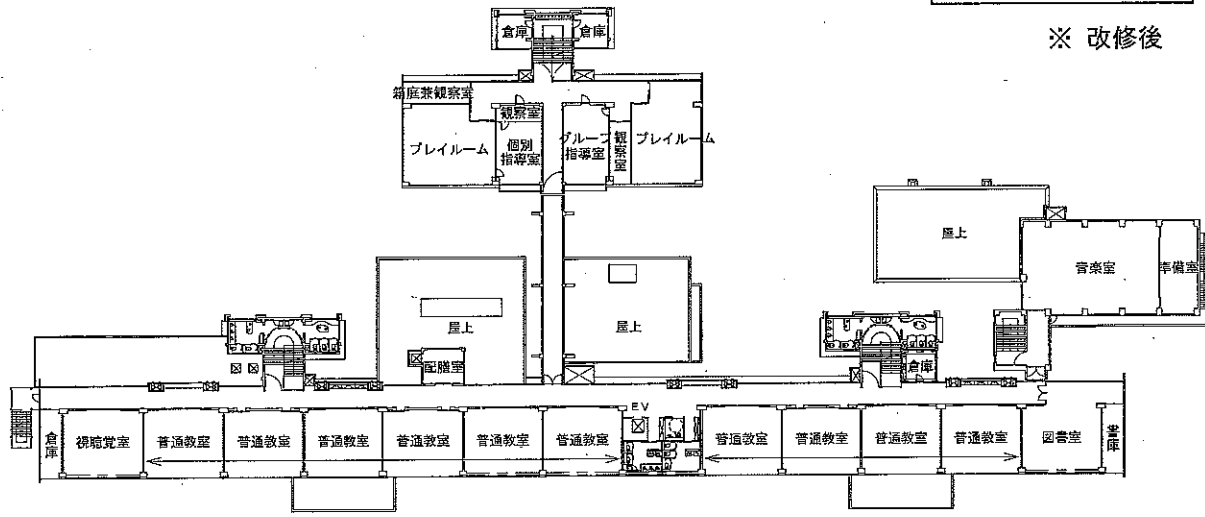 ※ 改修後
倉庫
倉庫
箱庭兼観察室
観察室
プレイルーム
個別
指導室
グループ
指導室
観察室
プレイルーム
屋上
音楽室
準備室
屋上
屋上
配膳室
倉庫
EV
倉庫
視聴覚室
普通教室
普通教室
普通教室
普通教室
普通教室
普通教室
普通教室
普通教室
普通教室
普通教室
図書室
書庫